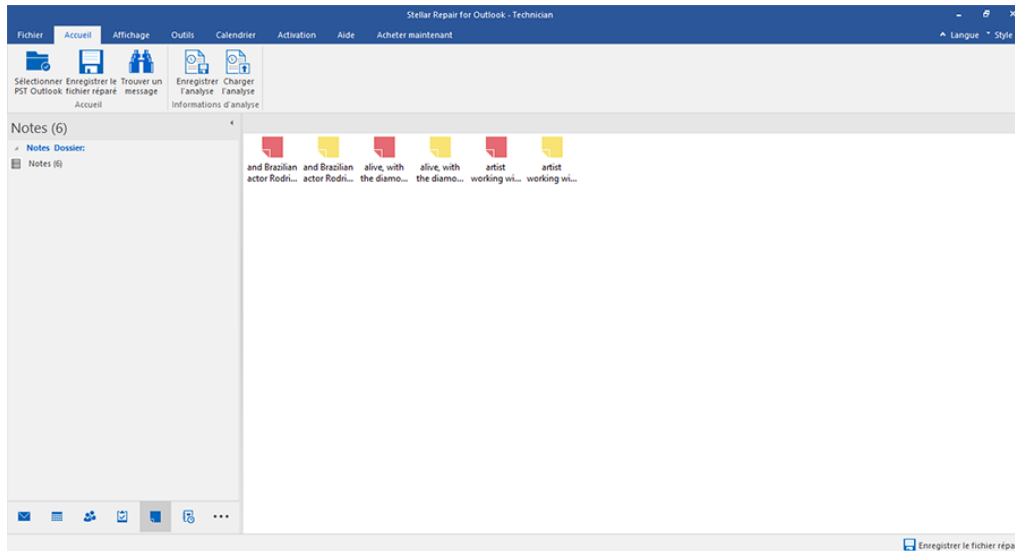 Stellar Repair for Outlook - Technician
Fichier Accueil Affichage Outils Calendrier Activation Aide Acheter maintenant Langue Style
Sélectionner Enregistrer le Trouver un Enregistrer Charger
PST Outlook fichier réparé message l'analyse l'analyse
Accueil Informations d'analyse
Notes (6)
Notes Dossier:
Notes (6)
and Brazilian and Brazilian alive, with alive, with artist artist
actor Rodri... actor Rodri... the diamo... the diamo... working wi... working wi...
Enregistrer le fichier répa